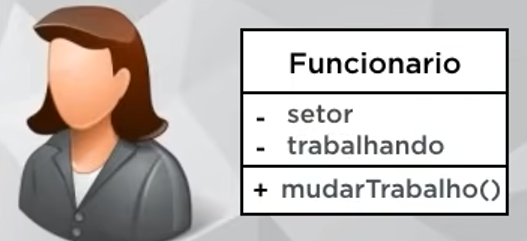 Funcionario
- setor
- trabalhando
+ mudarTrabalho()